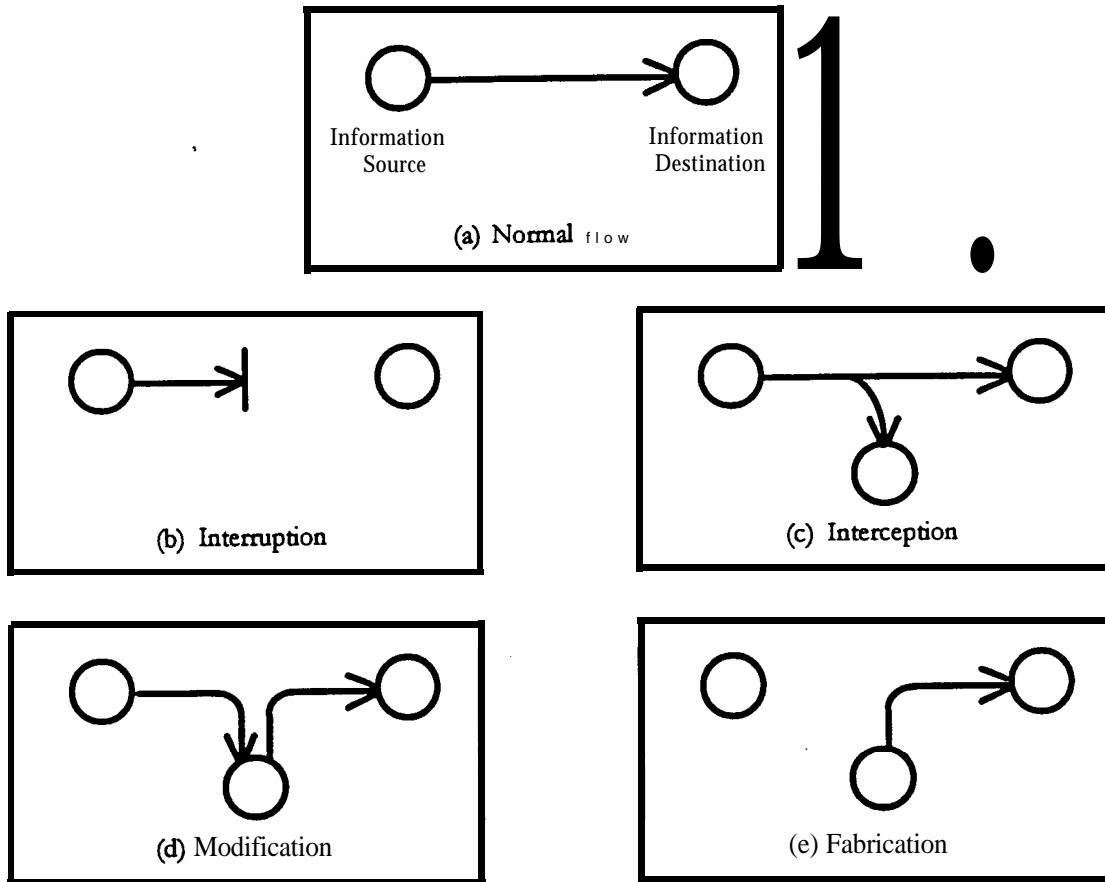 1.
Information
Source
Information
Destination
(a) Normal flow
(b) Interruption
(c) Interception
(d) Modification
(e) Fabrication